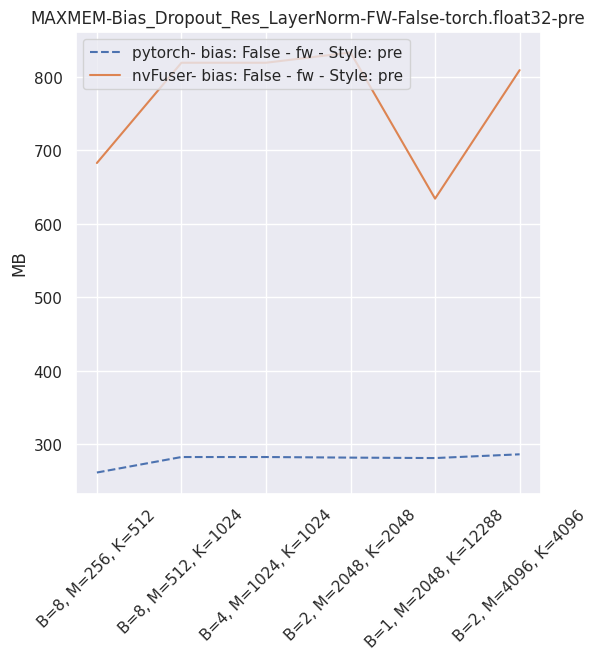 MAXMEM-Bias_Dropout_Res_LayerNorm-FW-False-torch.float32-pre
pytorch- bias: False - fw - Style: pre
nvFuser- bias: False - fw - Style: pre
MB
800
700
600
500
400
300
B=8, M=256, K=512
B=8, M=512, K=1024
B=4, M=1024, K=1024
B=2, M=2048, K=2048
B=1, M=2048, K=12288
B=2, M=4096, K=4096